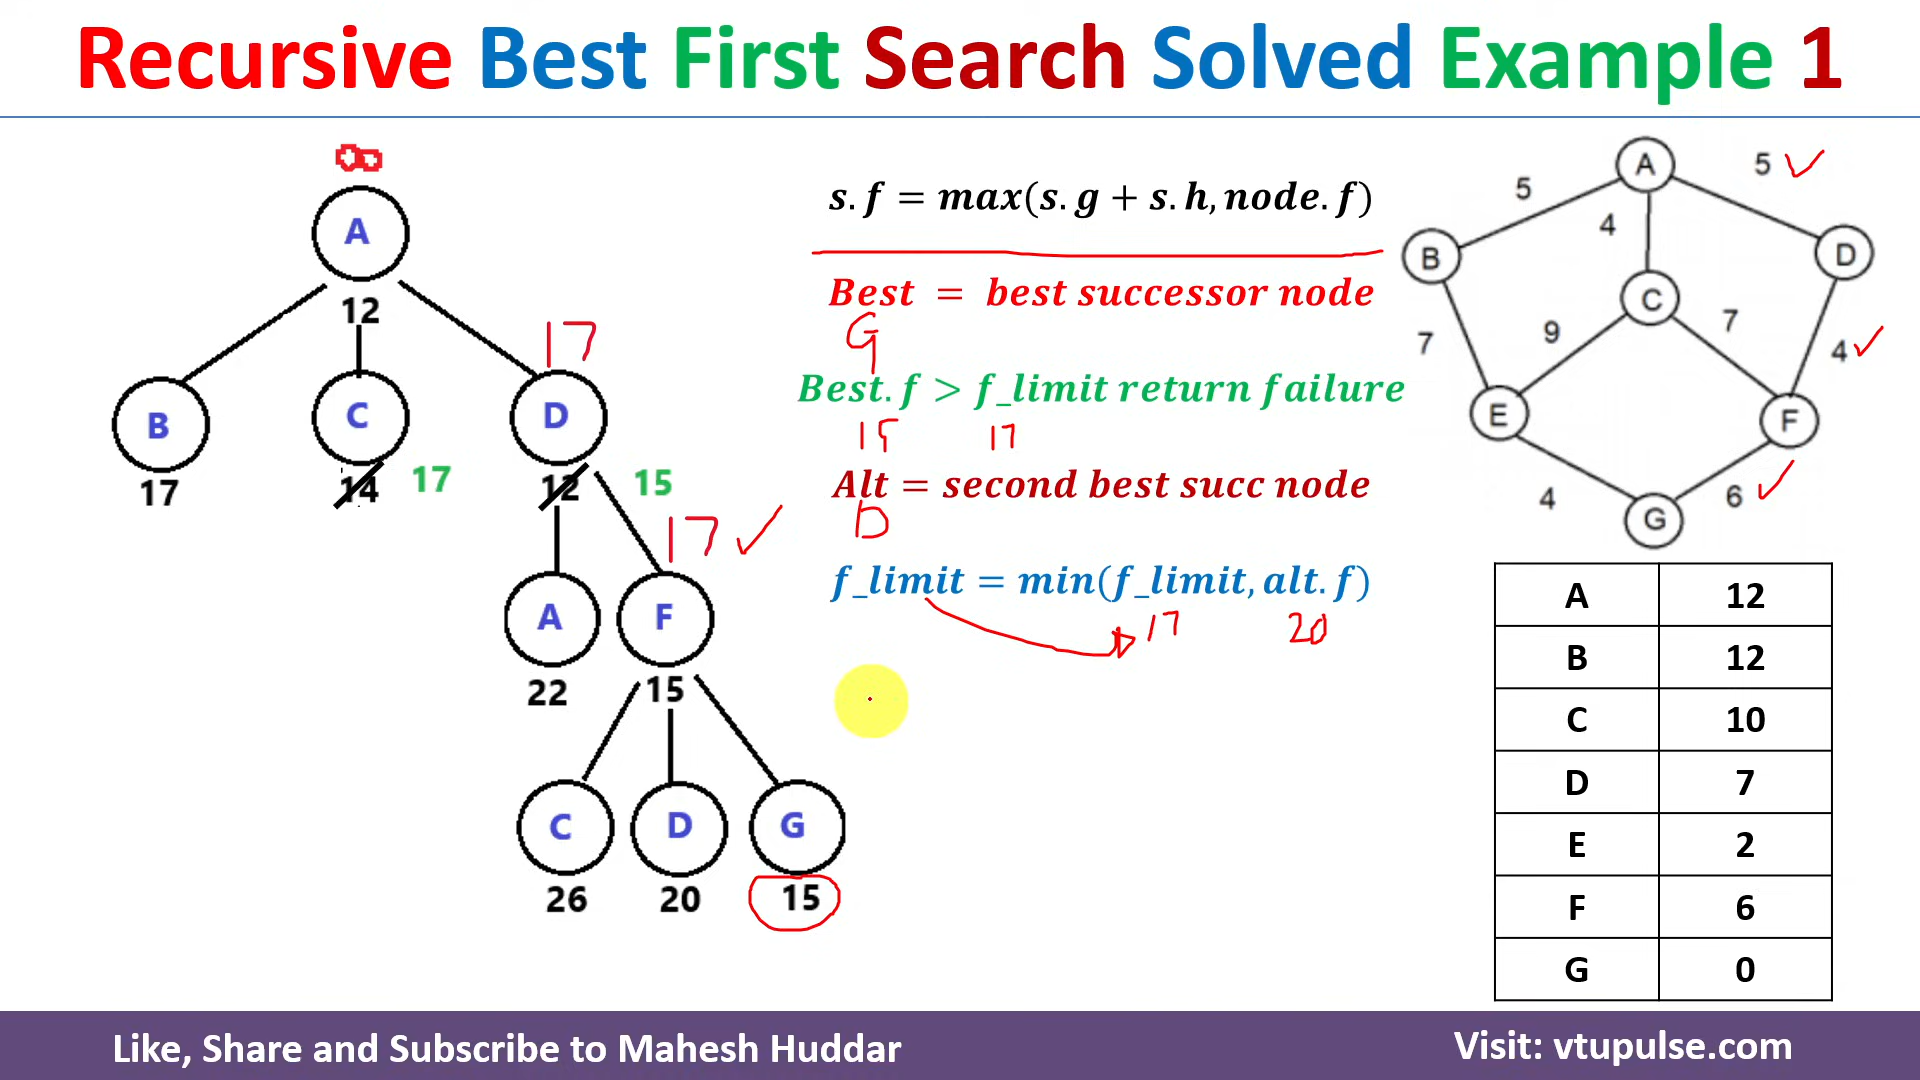 Recursive Best First Search Solved Example 1
∞
A
12
17
B
C
D
17
14
17
12
15
17
A
F
22
15
C
D
G
26
20
15
s.f = max(s.g + s.h, node.f)
Best = best successor node
G
Best.f > f_limit return failure
15 17
Alt = second best succ node
D
f_limit = min(f_limit, alt.f)
17 20
A
5
5
4
B
D
C
7
9
7
4
E
F
4
6
G
A 12
B 12
C 10
D 7
E 2
F 6
G 0
Like, Share and Subscribe to Mahesh Huddar
Visit: vtupulse.com